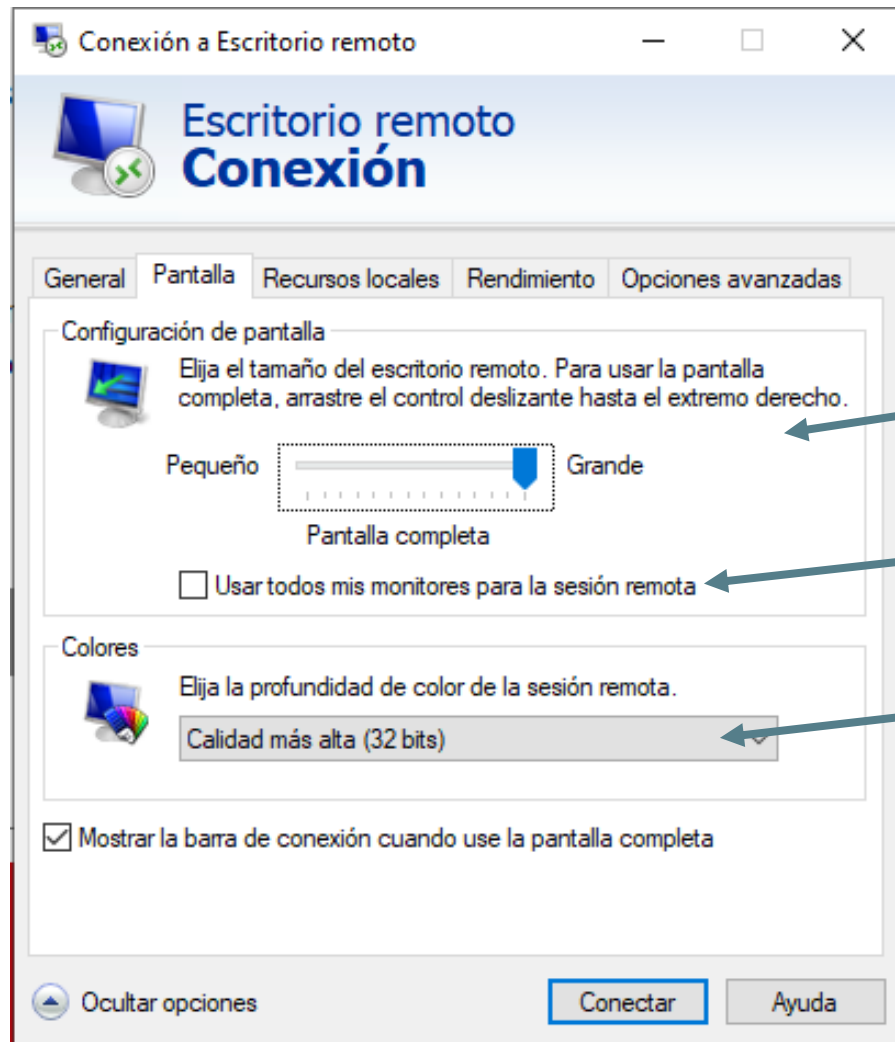 Conexión a Escritorio remoto
Escritorio remoto
Conexión
General Pantalla Recursos locales Rendimiento Opciones avanzadas
Configuración de pantalla
Elija el tamaño del escritorio remoto. Para usar la pantalla
completa, arrastre el control deslizante hasta el extremo derecho.
Pequeño Grande
Pantalla completa
Usar todos mis monitores para la sesión remota
Colores
Elija la profundidad de color de la sesión remota.
Calidad más alta (32 bits)
Mostrar la barra de conexión cuando use la pantalla completa
Ocultar opciones Conectar Ayuda